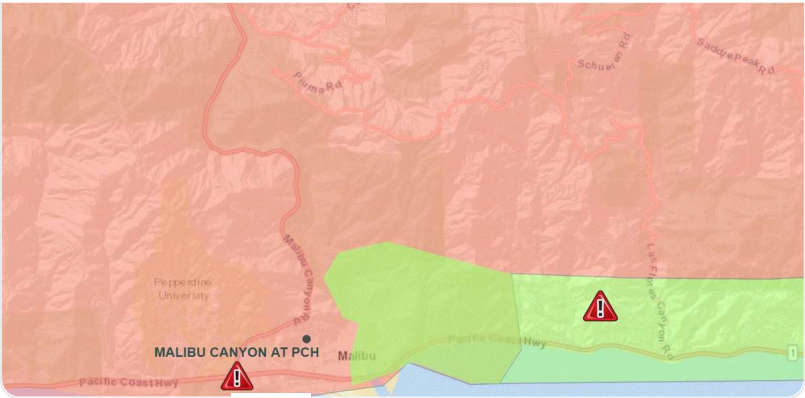 Piuma Rd
Schueren Rd
Saddle Peak Rd
Malibu Canyon Rd
Las Flores Canyon Rd
Pepperdine
University
Pacific Coast Hwy
1
MALIBU CANYON AT PCH
Malibu
Pacific Coast Hwy